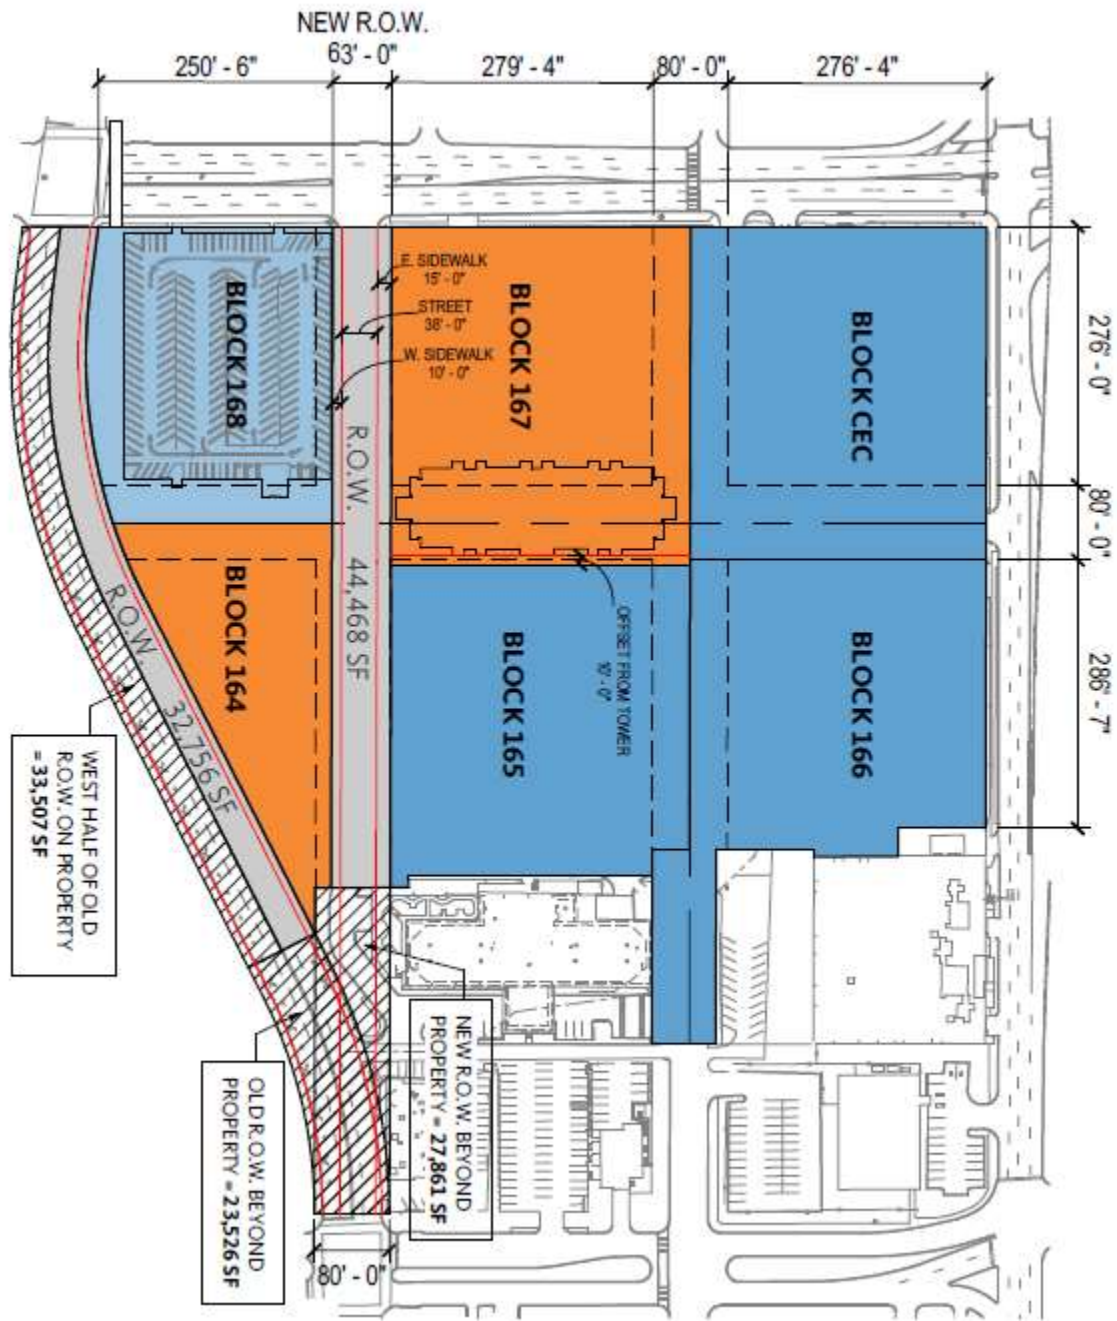 NEW R.O.W.
250' - 6"
63' - 0"
279' - 4"
80' - 0"
276' - 4"
276' - 0"
80' - 0"
286' - 7"
E. SIDEWALK
15' - 0"
STREET
38' - 0"
W. SIDEWALK
10' - 0"
BLOCK 168
BLOCK 167
BLOCK CEC
R.O.W. 44,468 SF
BLOCK 164
BLOCK 165
BLOCK 166
OFFSET FROM TOWER
10' - 0"
R.O.W. 32,756 SF
WEST HALF OF OLD
R.O.W. ON PROPERTY
= 33,507 SF
NEW R.O.W. BEYOND
PROPERTY = 27,861 SF
OLD R.O.W. BEYOND
PROPERTY = 23,526 SF
80' - 0"